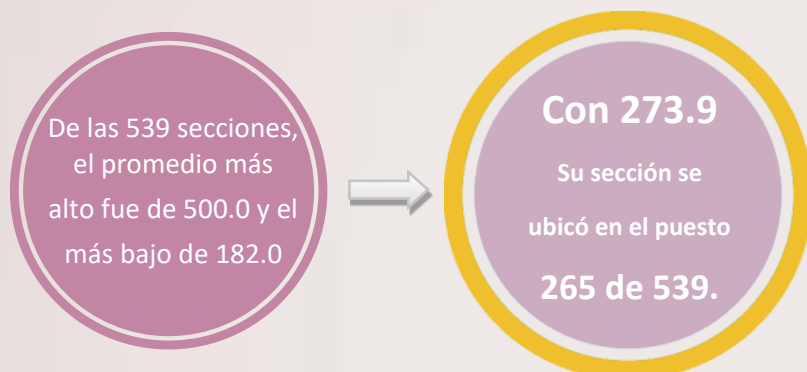 De las 539 secciones,
el promedio más
alto fue de 500.0 y el
más bajo de 182.0
Con 273.9
Su sección se
ubicó en el puesto
265 de 539.